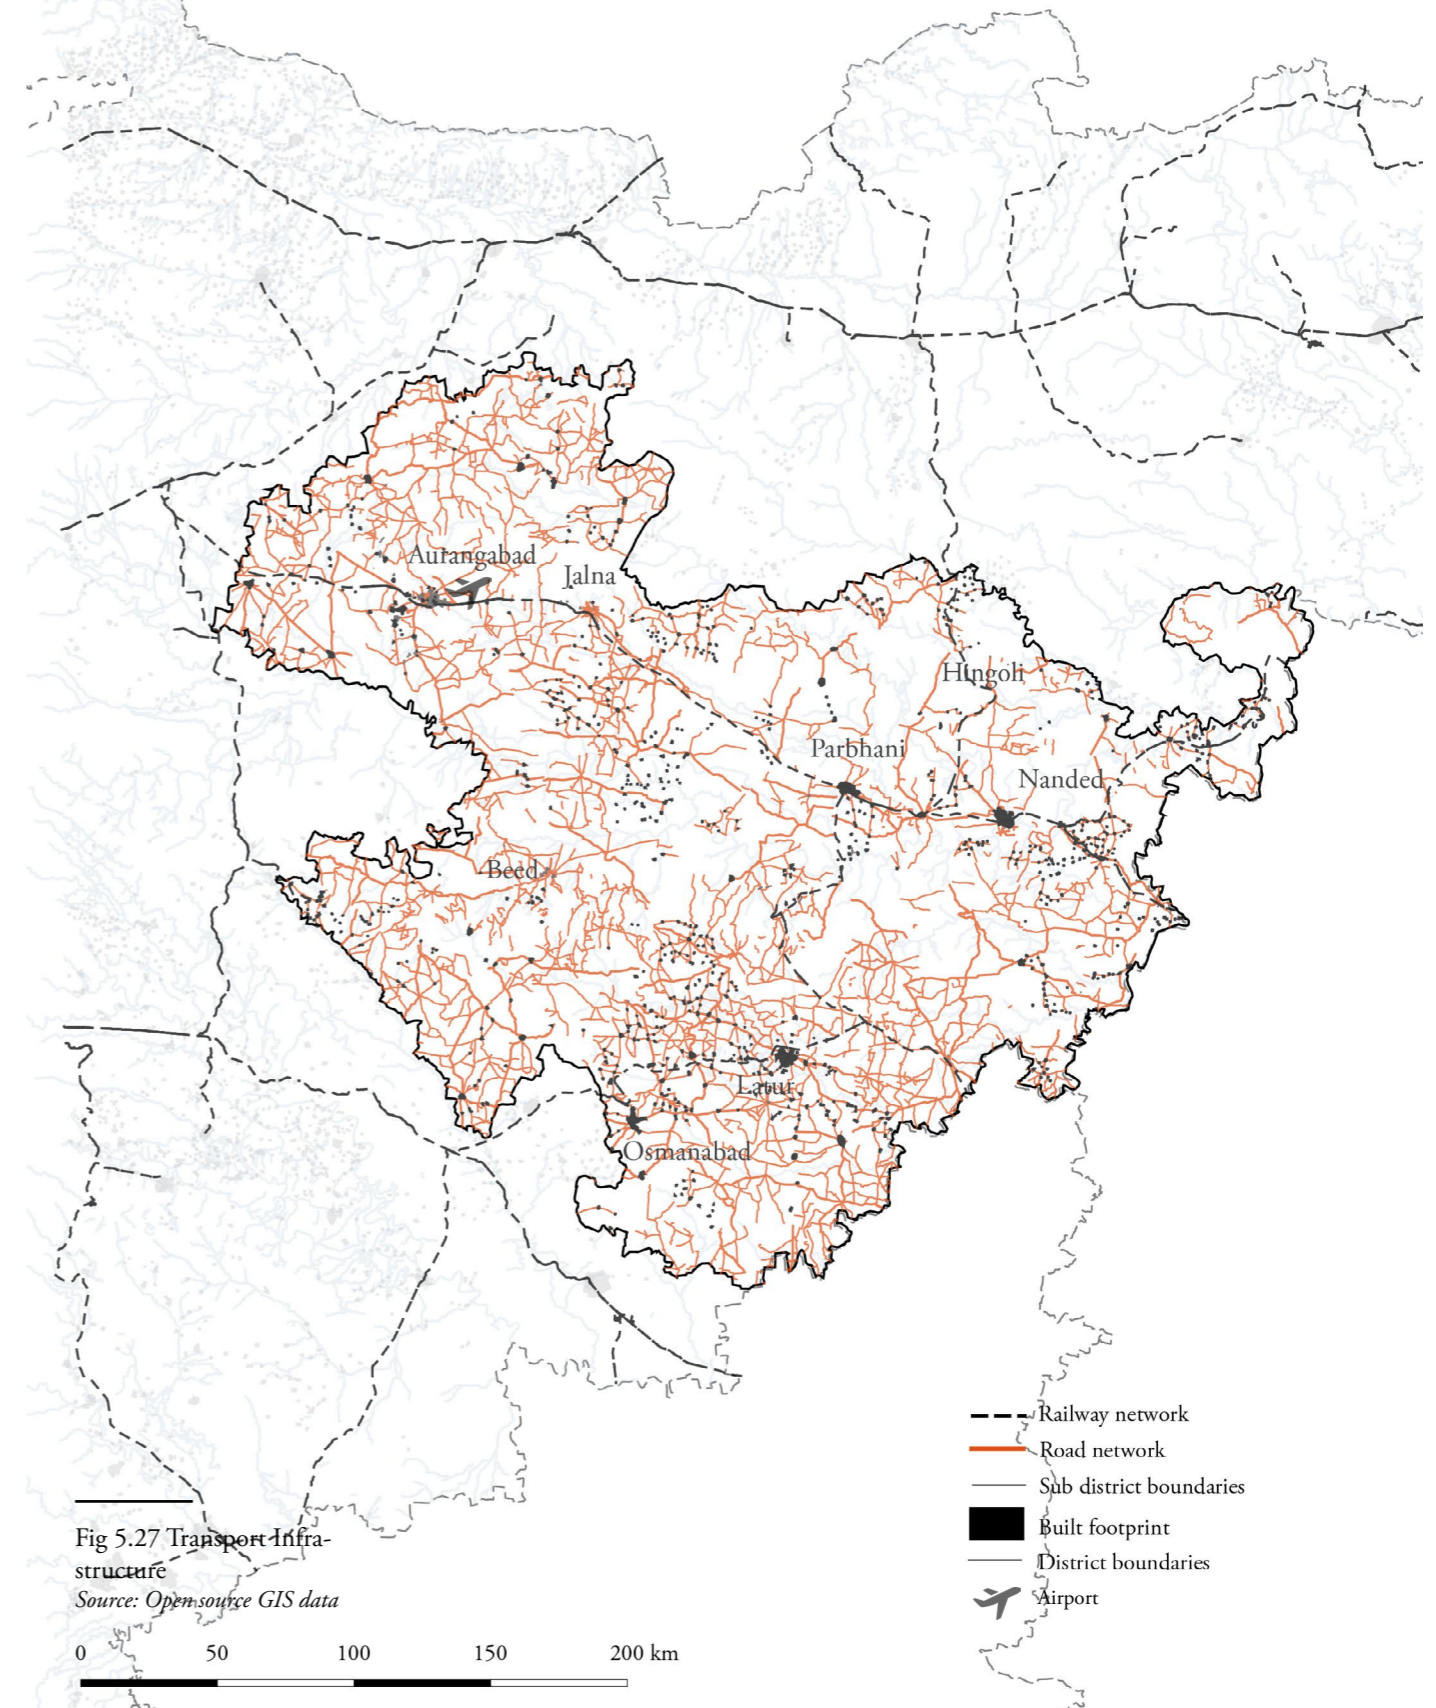 Aurangabad
Jalna
Hingoli
Parbhani
Nanded
Beed
Latur
Osmanabad
Railway network
Road network
Sub district boundaries
Built footprint
District boundaries
Airport
Fig 5.27 Transport Infra-
structure
Source: Open source GIS data
0 50 100 150 200 km